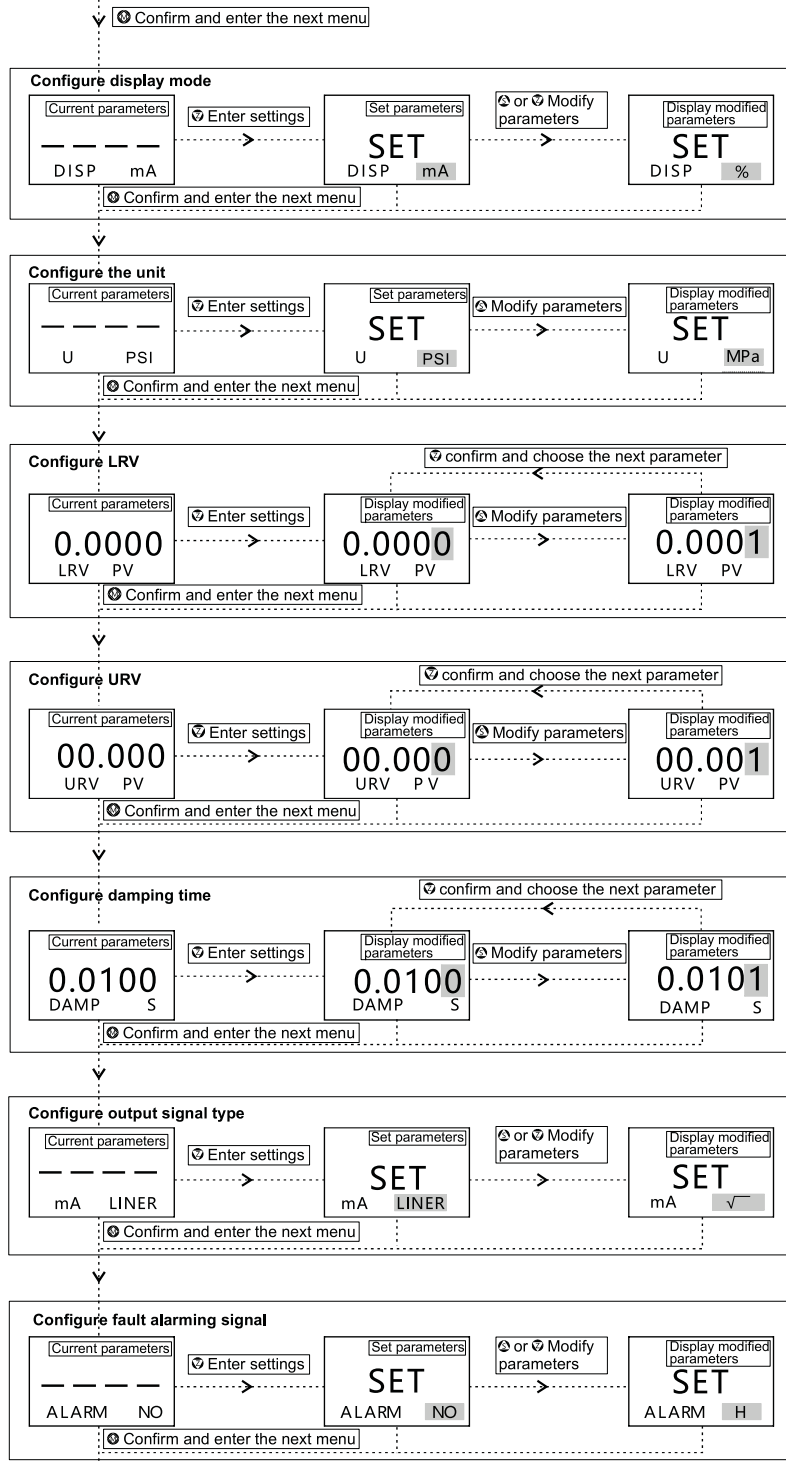 Ⓜ Confirm and enter the next menu
Configure display mode
Current parameters
— — — —
DISP mA
Ⓩ Enter settings
Set parameters
SET
DISP mA
Ⓢ or Ⓩ Modify
parameters
Display modified
parameters
SET
DISP %
Ⓜ Confirm and enter the next menu
Configure the unit
Current parameters
— — — —
U PSI
Ⓩ Enter settings
Set parameters
SET
U PSI
Ⓢ Modify parameters
Display modified
parameters
SET
U MPa
Ⓜ Confirm and enter the next menu
Configure LRV
Ⓩ confirm and choose the next parameter
Current parameters
0.0000
LRV PV
Ⓩ Enter settings
Display modified
parameters
0.0000
LRV PV
Ⓢ Modify parameters
Display modified
parameters
0.0001
LRV PV
Ⓜ Confirm and enter the next menu
Configure URV
Ⓩ confirm and choose the next parameter
Current parameters
00.000
URV PV
Ⓩ Enter settings
Display modified
parameters
00.000
URV PV
Ⓢ Modify parameters
Display modified
parameters
00.001
URV PV
Ⓜ Confirm and enter the next menu
Configure damping time
Ⓩ confirm and choose the next parameter
Current parameters
0.0100
DAMP S
Ⓩ Enter settings
Display modified
parameters
0.0100
DAMP S
Ⓢ Modify parameters
Display modified
parameters
0.0101
DAMP S
Ⓜ Confirm and enter the next menu
Configure output signal type
Current parameters
— — — —
mA LINER
Ⓩ Enter settings
Set parameters
SET
mA LINER
Ⓢ or Ⓩ Modify
parameters
Display modified
parameters
SET
mA √
Ⓜ Confirm and enter the next menu
Configure fault alarming signal
Current parameters
— — — —
ALARM NO
Ⓩ Enter settings
Set parameters
SET
ALARM NO
Ⓢ or Ⓩ Modify
parameters
Display modified
parameters
SET
ALARM H
Ⓜ Confirm and enter the next menu